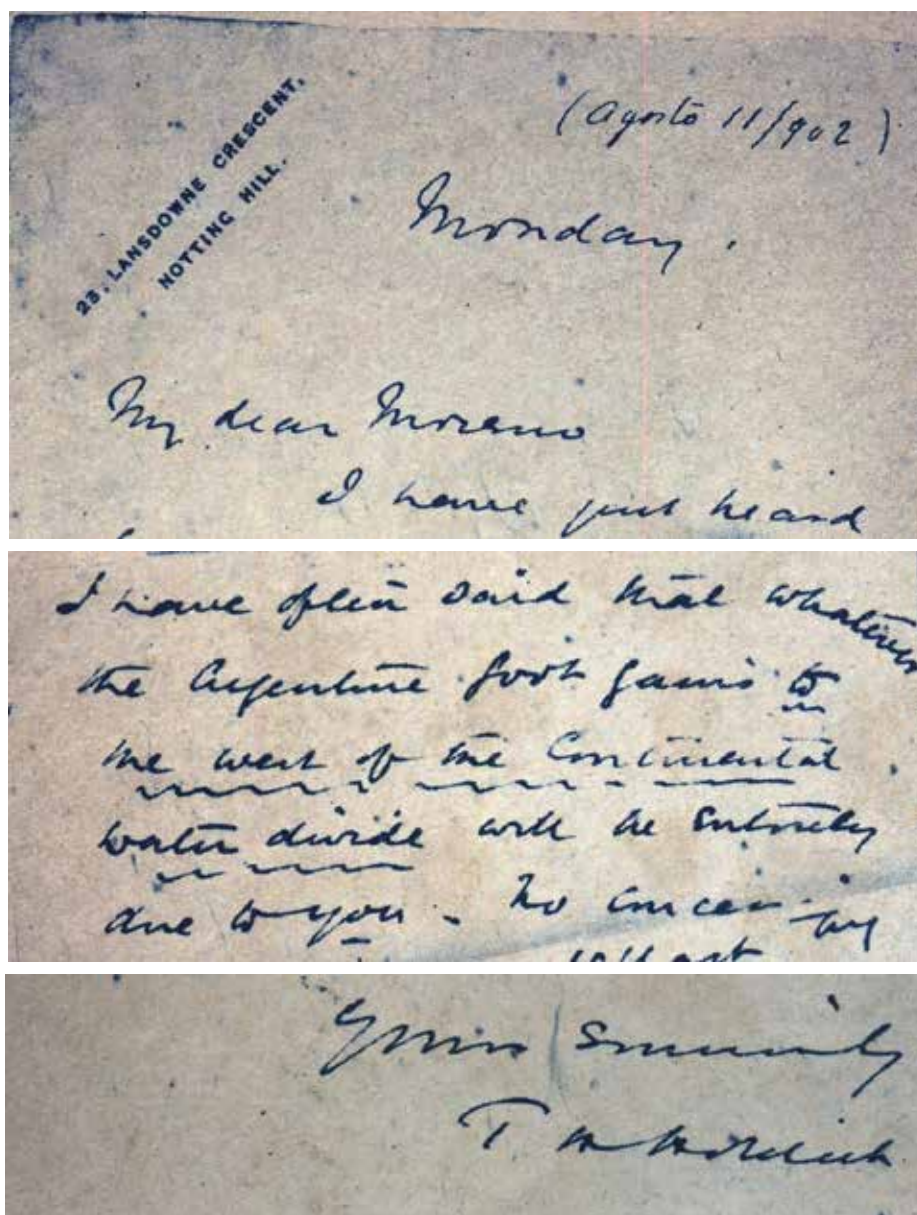 23, LANSDOWNE CRESCENT,
NOTTING HILL.
(Agosto 11/902)
Monday.
My dear Moreno
I have just heard
I have often said that whatever
the Argentine Govt gains to
the west of the Continental
water divide will be entirely
due to you - No
Yours Sincerely
T. H. Holdich